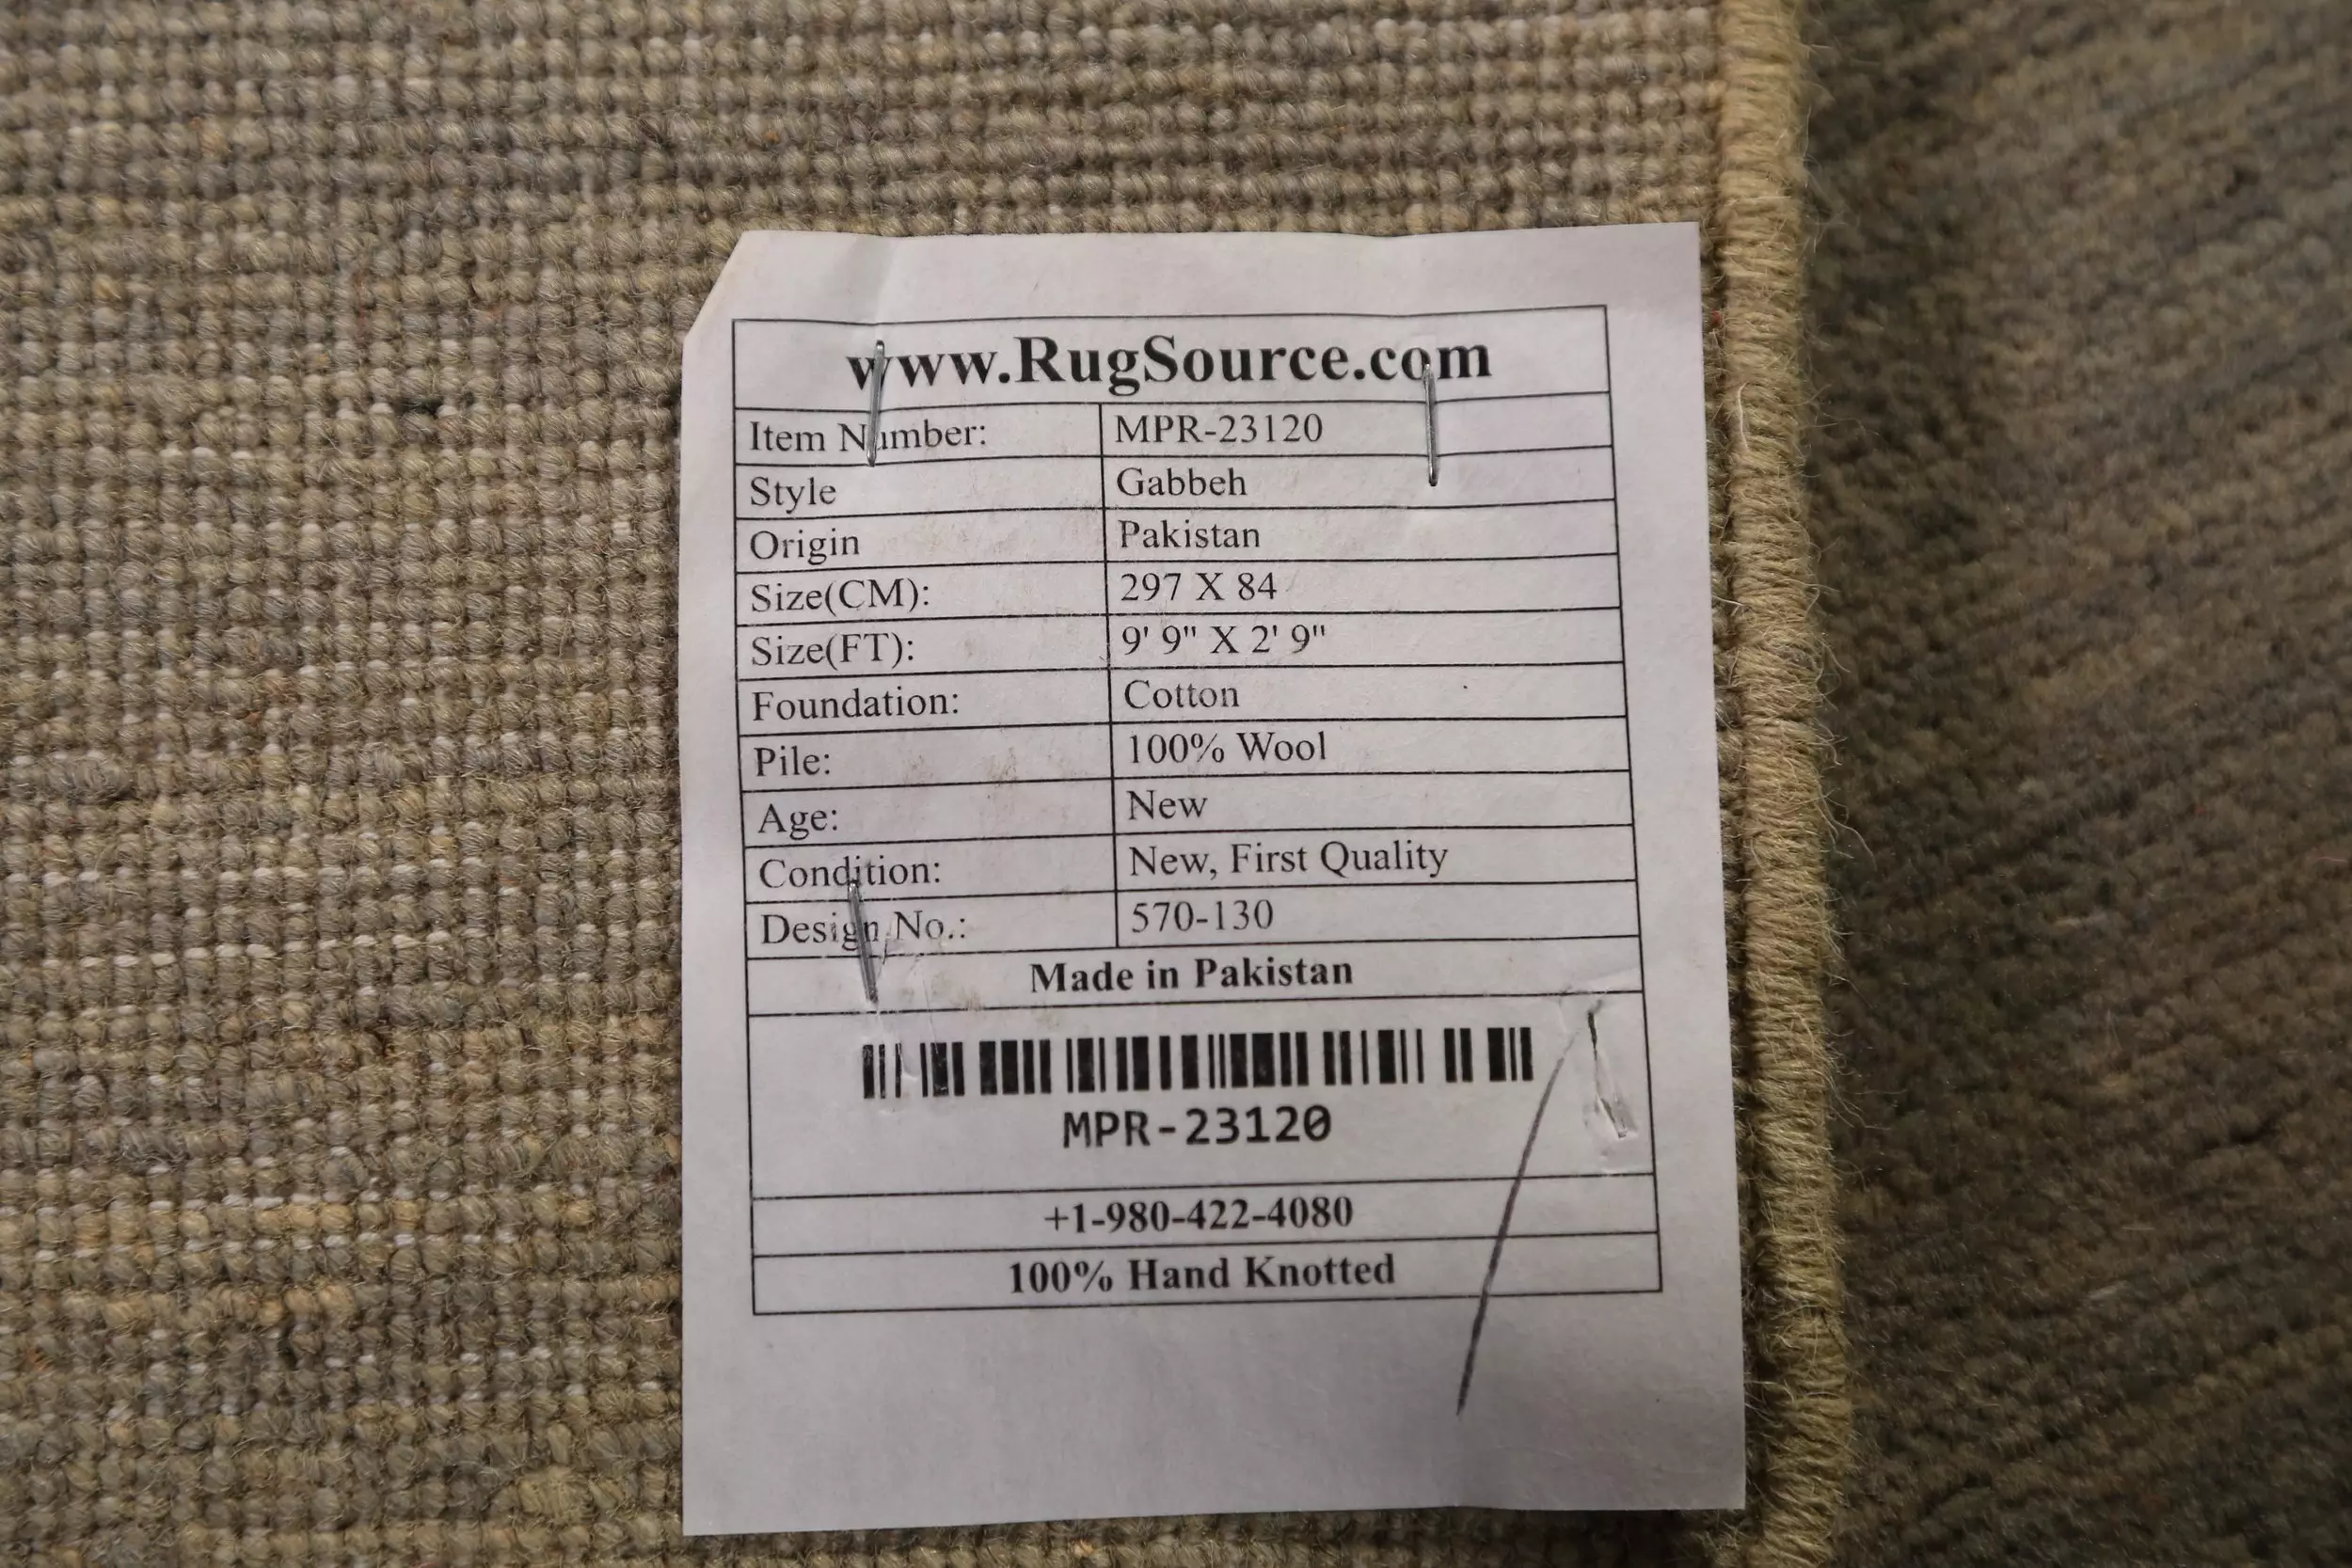 www.RugSource.com
Item Number: MPR-23120
Style Gabbeh
Origin Pakistan
Size(CM): 297 X 84
Size(FT): 9' 9" X 2' 9"
Foundation: Cotton
Pile: 100% Wool
Age: New
Condition: New, First Quality
Design No.: 570-130
Made in Pakistan
MPR-23120
+1-980-422-4080
100% Hand Knotted